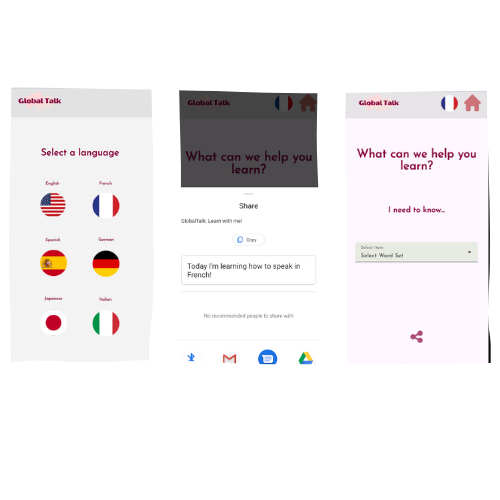 Global Talk
Select a language
English
French
Spanish
German
Japanese
Italian
Global Talk
What can we help you
learn?
Share
GlobalTalk: Learn with me!
Copy
Today I'm learning how to speak in
French!
No recommended people to share with
Global Talk
What can we help you
learn?
I need to know...
Select Item
Select Word Set